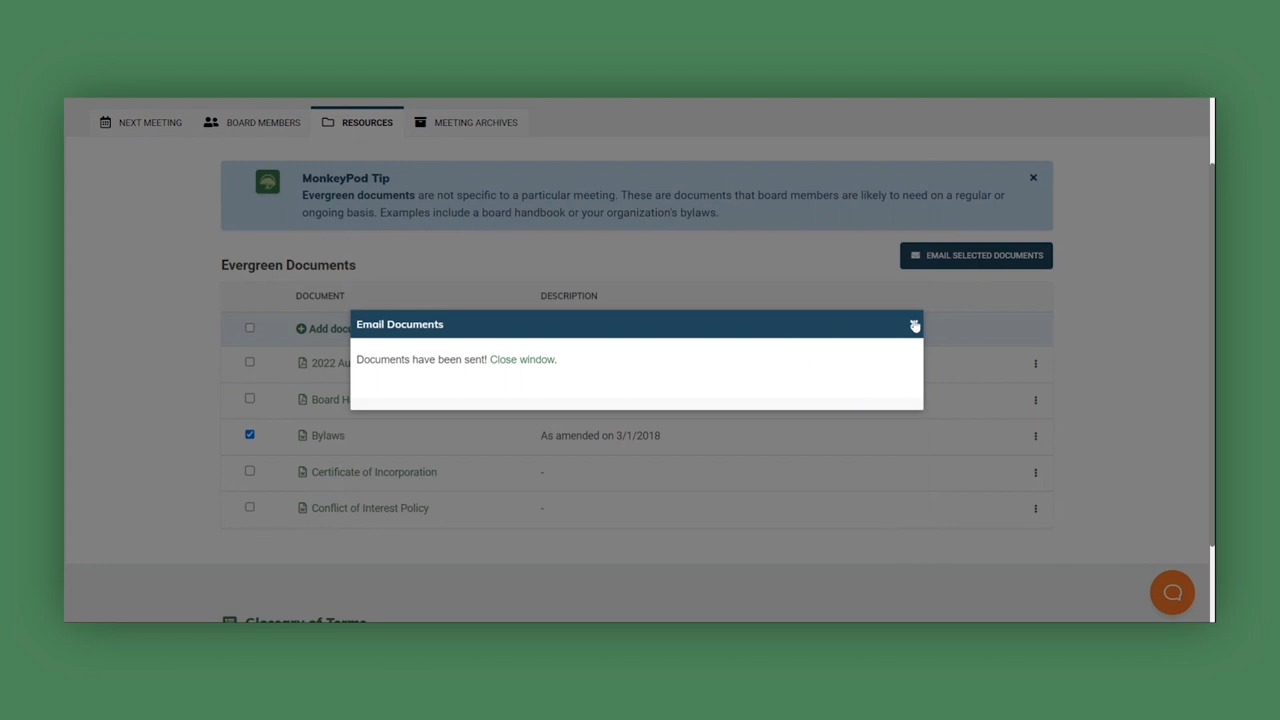 NEXT MEETING
BOARD MEMBERS
RESOURCES
MEETING ARCHIVES
MonkeyPod Tip
Evergreen documents are not specific to a particular meeting. These are documents that board members are likely to need on a regular or
ongoing basis. Examples include a board handbook or your organization's bylaws.
EMAIL SELECTED DOCUMENTS
Evergreen Documents
DOCUMENT
DESCRIPTION
Add docu
Email Documents
Documents have been sent! Close window.
2022 Au
Board H
Bylaws
As amended on 3/1/2018
Certificate of Incorporation
-
Conflict of Interest Policy
-
Glossary of Terms